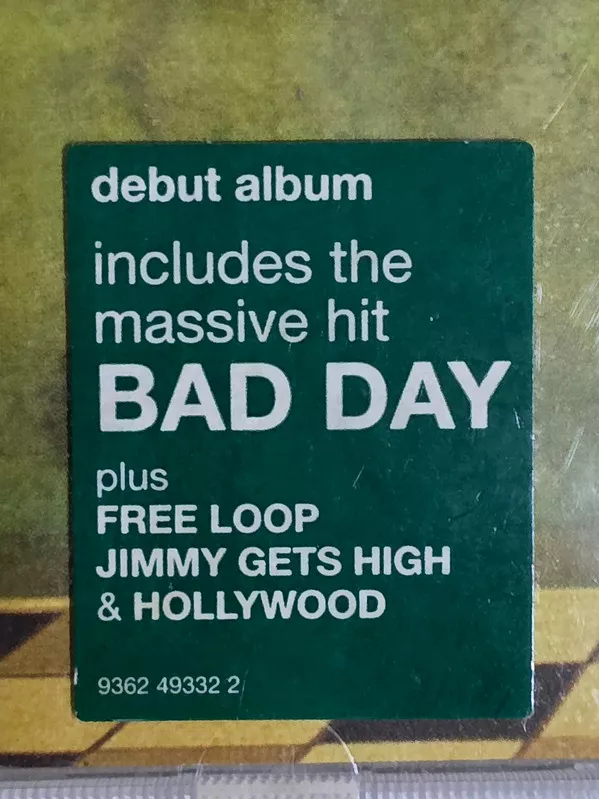 debut album
includes the
massive hit
BAD DAY
plus
FREE LOOP
JIMMY GETS HIGH
& HOLLYWOOD
9362 49332 2